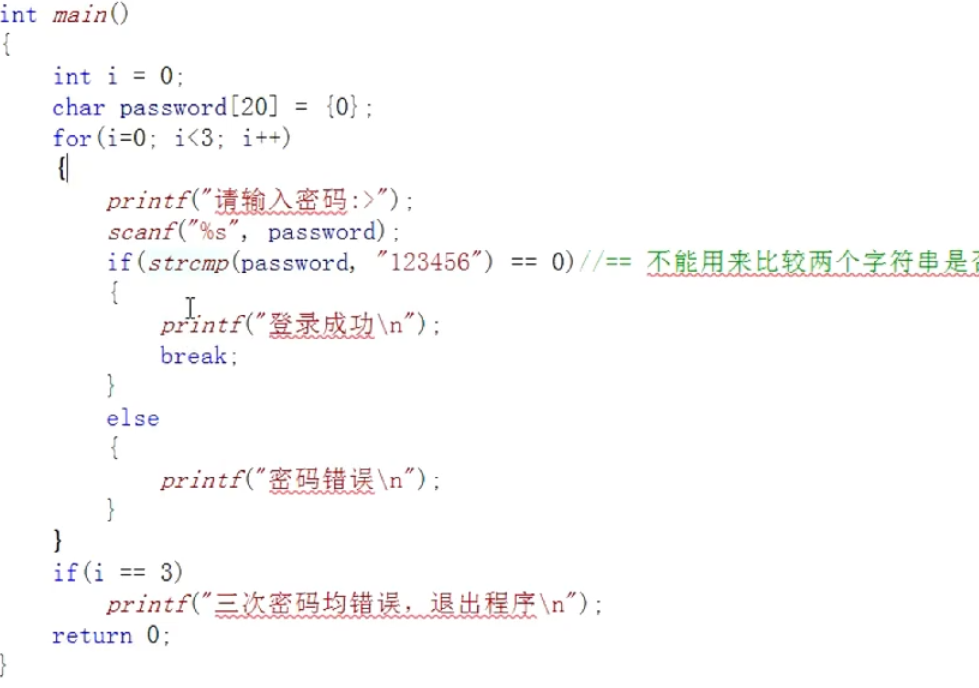 int main()
{
    int i = 0;
    char password[20] = {0};
    for(i=0; i<3; i++)
    {
        printf("请输入密码:>");
        scanf("%s", password);
        if(strcmp(password, "123456") == 0)//== 不能用来比较两个字符串是否
        {
            printf("登录成功\n");
            break;
        }
        else
        {
            printf("密码错误\n");
        }
    }
    if(i == 3)
        printf("三次密码均错误，退出程序\n");
    return 0;
}